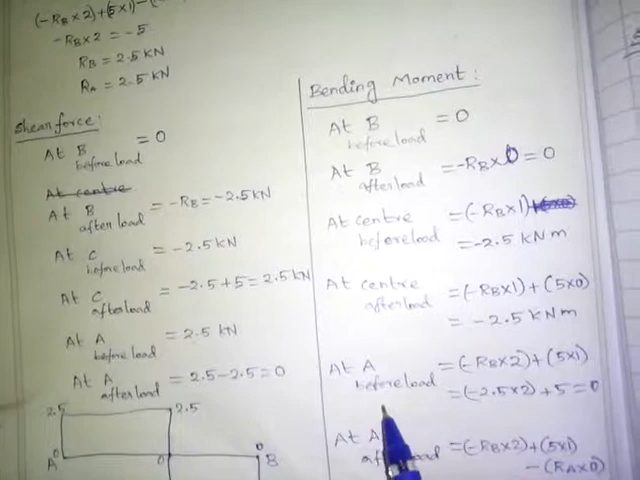 (-RB×2)+(5×1)-
-RB×2 = -5
RB = 2.5 KN
RA = 2.5 KN
Shear force:
At B before load = 0
At centre
At B after load = -RB = -2.5 KN
At C before load = -2.5 KN
At C after load = -2.5+5 = 2.5 KN
At A before load = 2.5 KN
At A after load = 2.5-2.5 = 0
2.5 2.5
A 0 0 0 B
Bending Moment:
At B before load = 0
At B after load = -RB×0 = 0
At centre before load = (-RB×1)
= -2.5 KN m
At centre after load = (-RB×1)+(5×0)
= -2.5 KN m
At A before load = (-RB×2)+(5×1)
= (-2.5×2)+5 = 0
At A after load = (-RB×2)+(5×1)
-(RA×0)